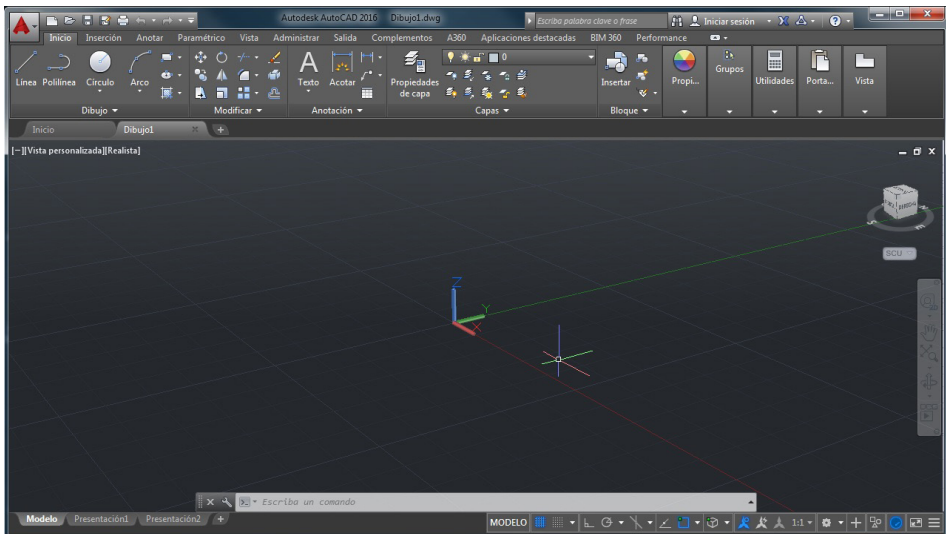 Autodesk AutoCAD 2016 Dibujo1.dwg Escriba palabra clave o frase Iniciar sesión
Inicio Inserción Anotar Paramétrico Vista Administrar Salida Complementos A360 Aplicaciones destacadas BIM 360 Performance
Línea Polilínea Círculo Arco Texto Acotar Propiedades de capa 0 Insertar Propi... Grupos Utilidades Porta... Vista
Dibujo Modificar Anotación Capas Bloque
Inicio Dibujo1
[−][Vista personalizada][Realista]
SCU
Z
Y
X
Escriba un comando
Modelo Presentación1 Presentación2 + MODELO 1:1